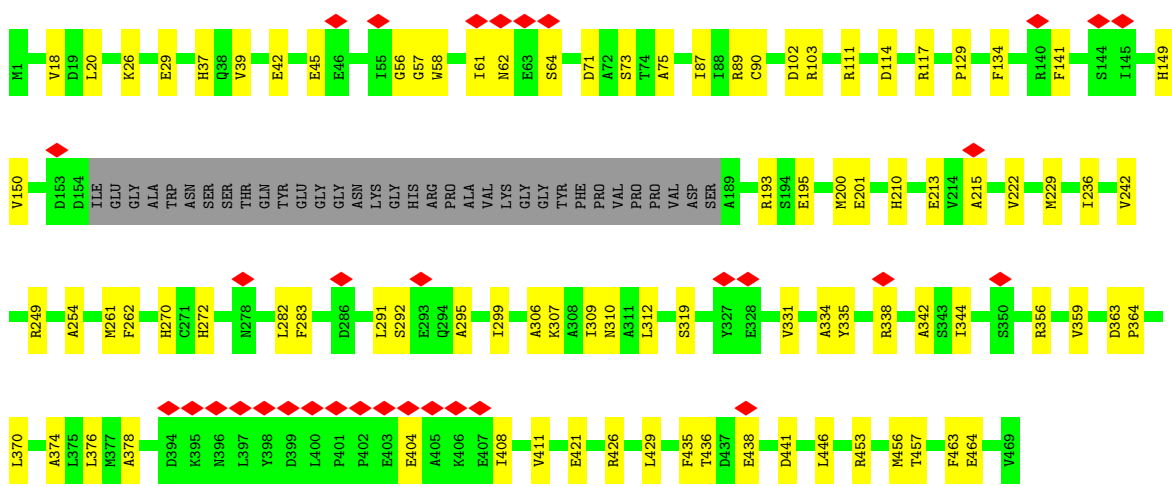 M1 V18 D19 L20 K26 E29 H37 Q38 V39 E42 E45 E46 I55 G56 G57 W58 I61 N62 E63 S64 D71 A72 S73 T74 A75 I87 I88 R89 C90 D102 R103 R111 D114 R117 P129 F134 R140 F141 S144 I145 H149
V150 D153 D154 ILE GLU GLY ALA TRP ASN SER SER THR GLN TYR GLU GLY GLY ASN LYS GLY HIS ARG PRO ALA VAL LYS GLY GLY TYR PHE PRO VAL PRO PRO VAL ASP SER A189 R193 S194 E195 M200 E201 H210 E213 V214 A215 V222 M229 I236 V242
R249 A254 M261 F262 H270 C271 H272 N278 L282 F283 D286 L291 S292 E293 Q294 A295 I299 A306 K307 A308 I309 N310 A311 L312 S319 Y327 E328 V331 A334 Y335 R338 A342 S343 I344 S350 R356 V359 D363 P364
L370 A374 L375 L376 M377 A378 D394 K395 N396 L397 Y398 D399 L400 P401 P402 E403 E404 A405 K406 E407 I408 V411 E421 R426 L429 F435 T436 D437 E438 D441 L446 R453 M456 T457 F463 E464 V469